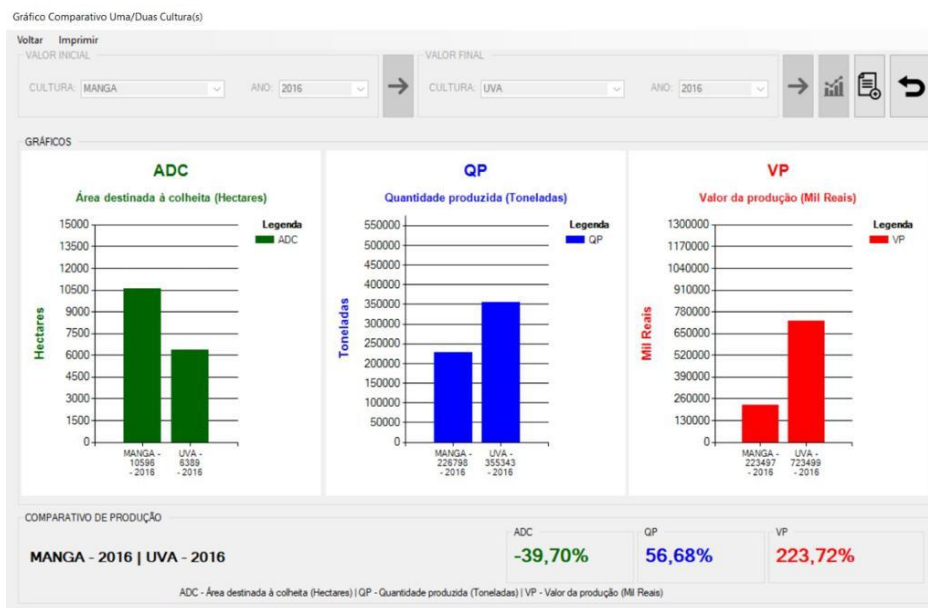 Gráfico Comparativo Uma/Duas Cultura(s)
Voltar Imprimir
VALOR INICIAL
CULTURA: MANGA ANO: 2016
VALOR FINAL
CULTURA: UVA ANO: 2016
GRÁFICOS
ADC
Área destinada à colheita (Hectares)
Legenda
ADC
Hectares
15000
13500
12000
10500
9000
7500
6000
4500
3000
1500
0
MANGA -
10596
- 2016
UVA -
6389
- 2016
QP
Quantidade produzida (Toneladas)
Legenda
QP
Toneladas
550000
500000
450000
400000
350000
300000
250000
200000
150000
100000
50000
0
MANGA -
226798
- 2016
UVA -
355343
- 2016
VP
Valor da produção (Mil Reais)
Legenda
VP
Mil Reais
1300000
1170000
1040000
910000
780000
650000
520000
390000
260000
130000
0
MANGA -
223497
- 2016
UVA -
723499
- 2016
COMPARATIVO DE PRODUÇÃO
MANGA - 2016 | UVA - 2016
ADC
-39,70%
QP
56,68%
VP
223,72%
ADC - Área destinada à colheita (Hectares) | QP - Quantidade produzida (Toneladas) | VP - Valor da produção (Mil Reais)